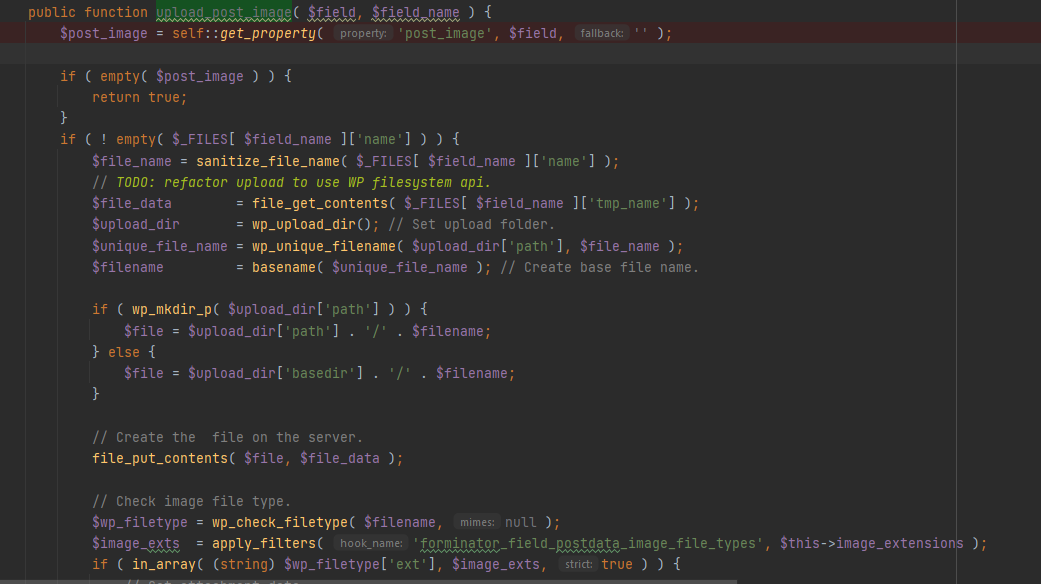 public function upload_post_image( $field, $field_name ) {
$post_image = self::get_property( property: 'post_image', $field, fallback: '' );
if ( empty( $post_image ) ) {
return true;
}
if ( ! empty( $_FILES[ $field_name ]['name'] ) ) {
$file_name = sanitize_file_name( $_FILES[ $field_name ]['name'] );
// TODO: refactor upload to use WP filesystem api.
$file_data = file_get_contents( $_FILES[ $field_name ]['tmp_name'] );
$upload_dir = wp_upload_dir(); // Set upload folder.
$unique_file_name = wp_unique_filename( $upload_dir['path'], $file_name );
$filename = basename( $unique_file_name ); // Create base file name.
if ( wp_mkdir_p( $upload_dir['path'] ) ) {
$file = $upload_dir['path'] . '/' . $filename;
} else {
$file = $upload_dir['basedir'] . '/' . $filename;
}
// Create the  file on the server.
file_put_contents( $file, $file_data );
// Check image file type.
$wp_filetype = wp_check_filetype( $filename, mimes: null );
$image_exts = apply_filters( hook_name: 'forminator_field_postdata_image_file_types', $this->image_extensions );
if ( in_array( (string) $wp_filetype['ext'], $image_exts, strict: true ) ) {